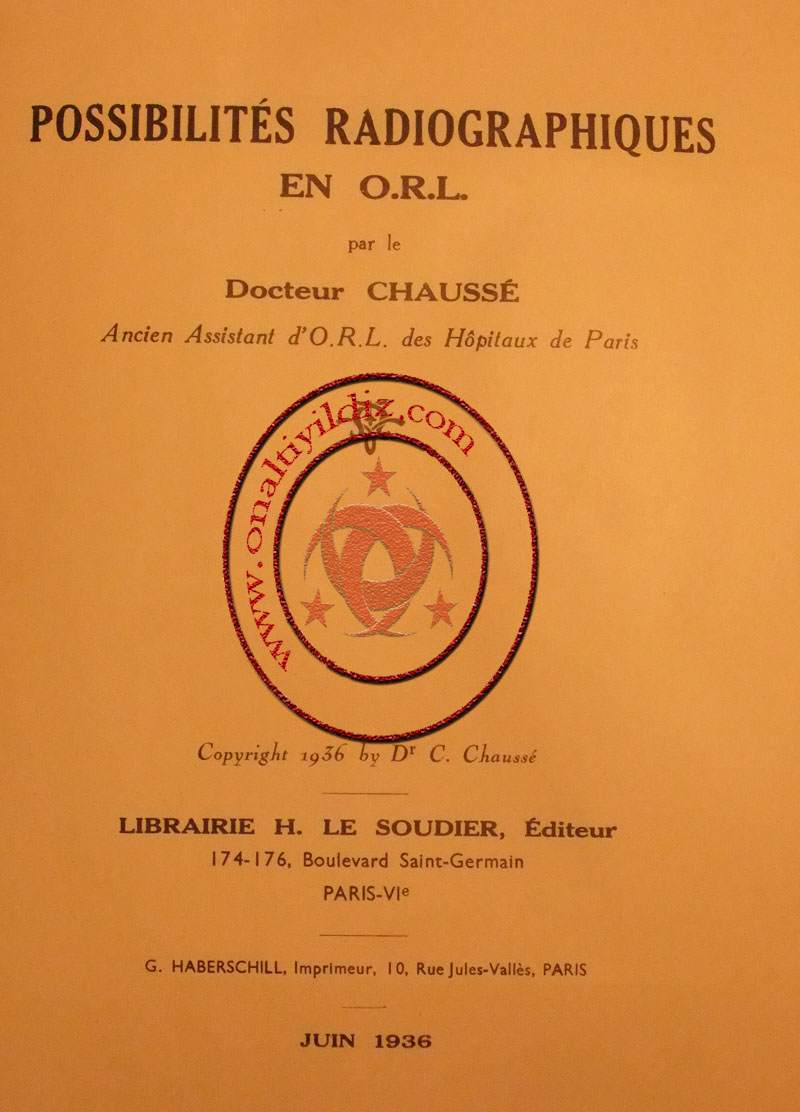 POSSIBILITÉS RADIOGRAPHIQUES
EN O.R.L.
par le
Docteur CHAUSSÉ
Ancien Assistant d'O.R.L. des Hôpitaux de Paris
www.onaltiyildiz.com
Copyright 1936 by Dr C. Chaussé
LIBRAIRIE H. LE SOUDIER, Éditeur
174-176, Boulevard Saint-Germain
PARIS-VIe
G. HABERSCHILL, Imprimeur, 10, Rue Jules-Vallès, PARIS
JUIN 1936